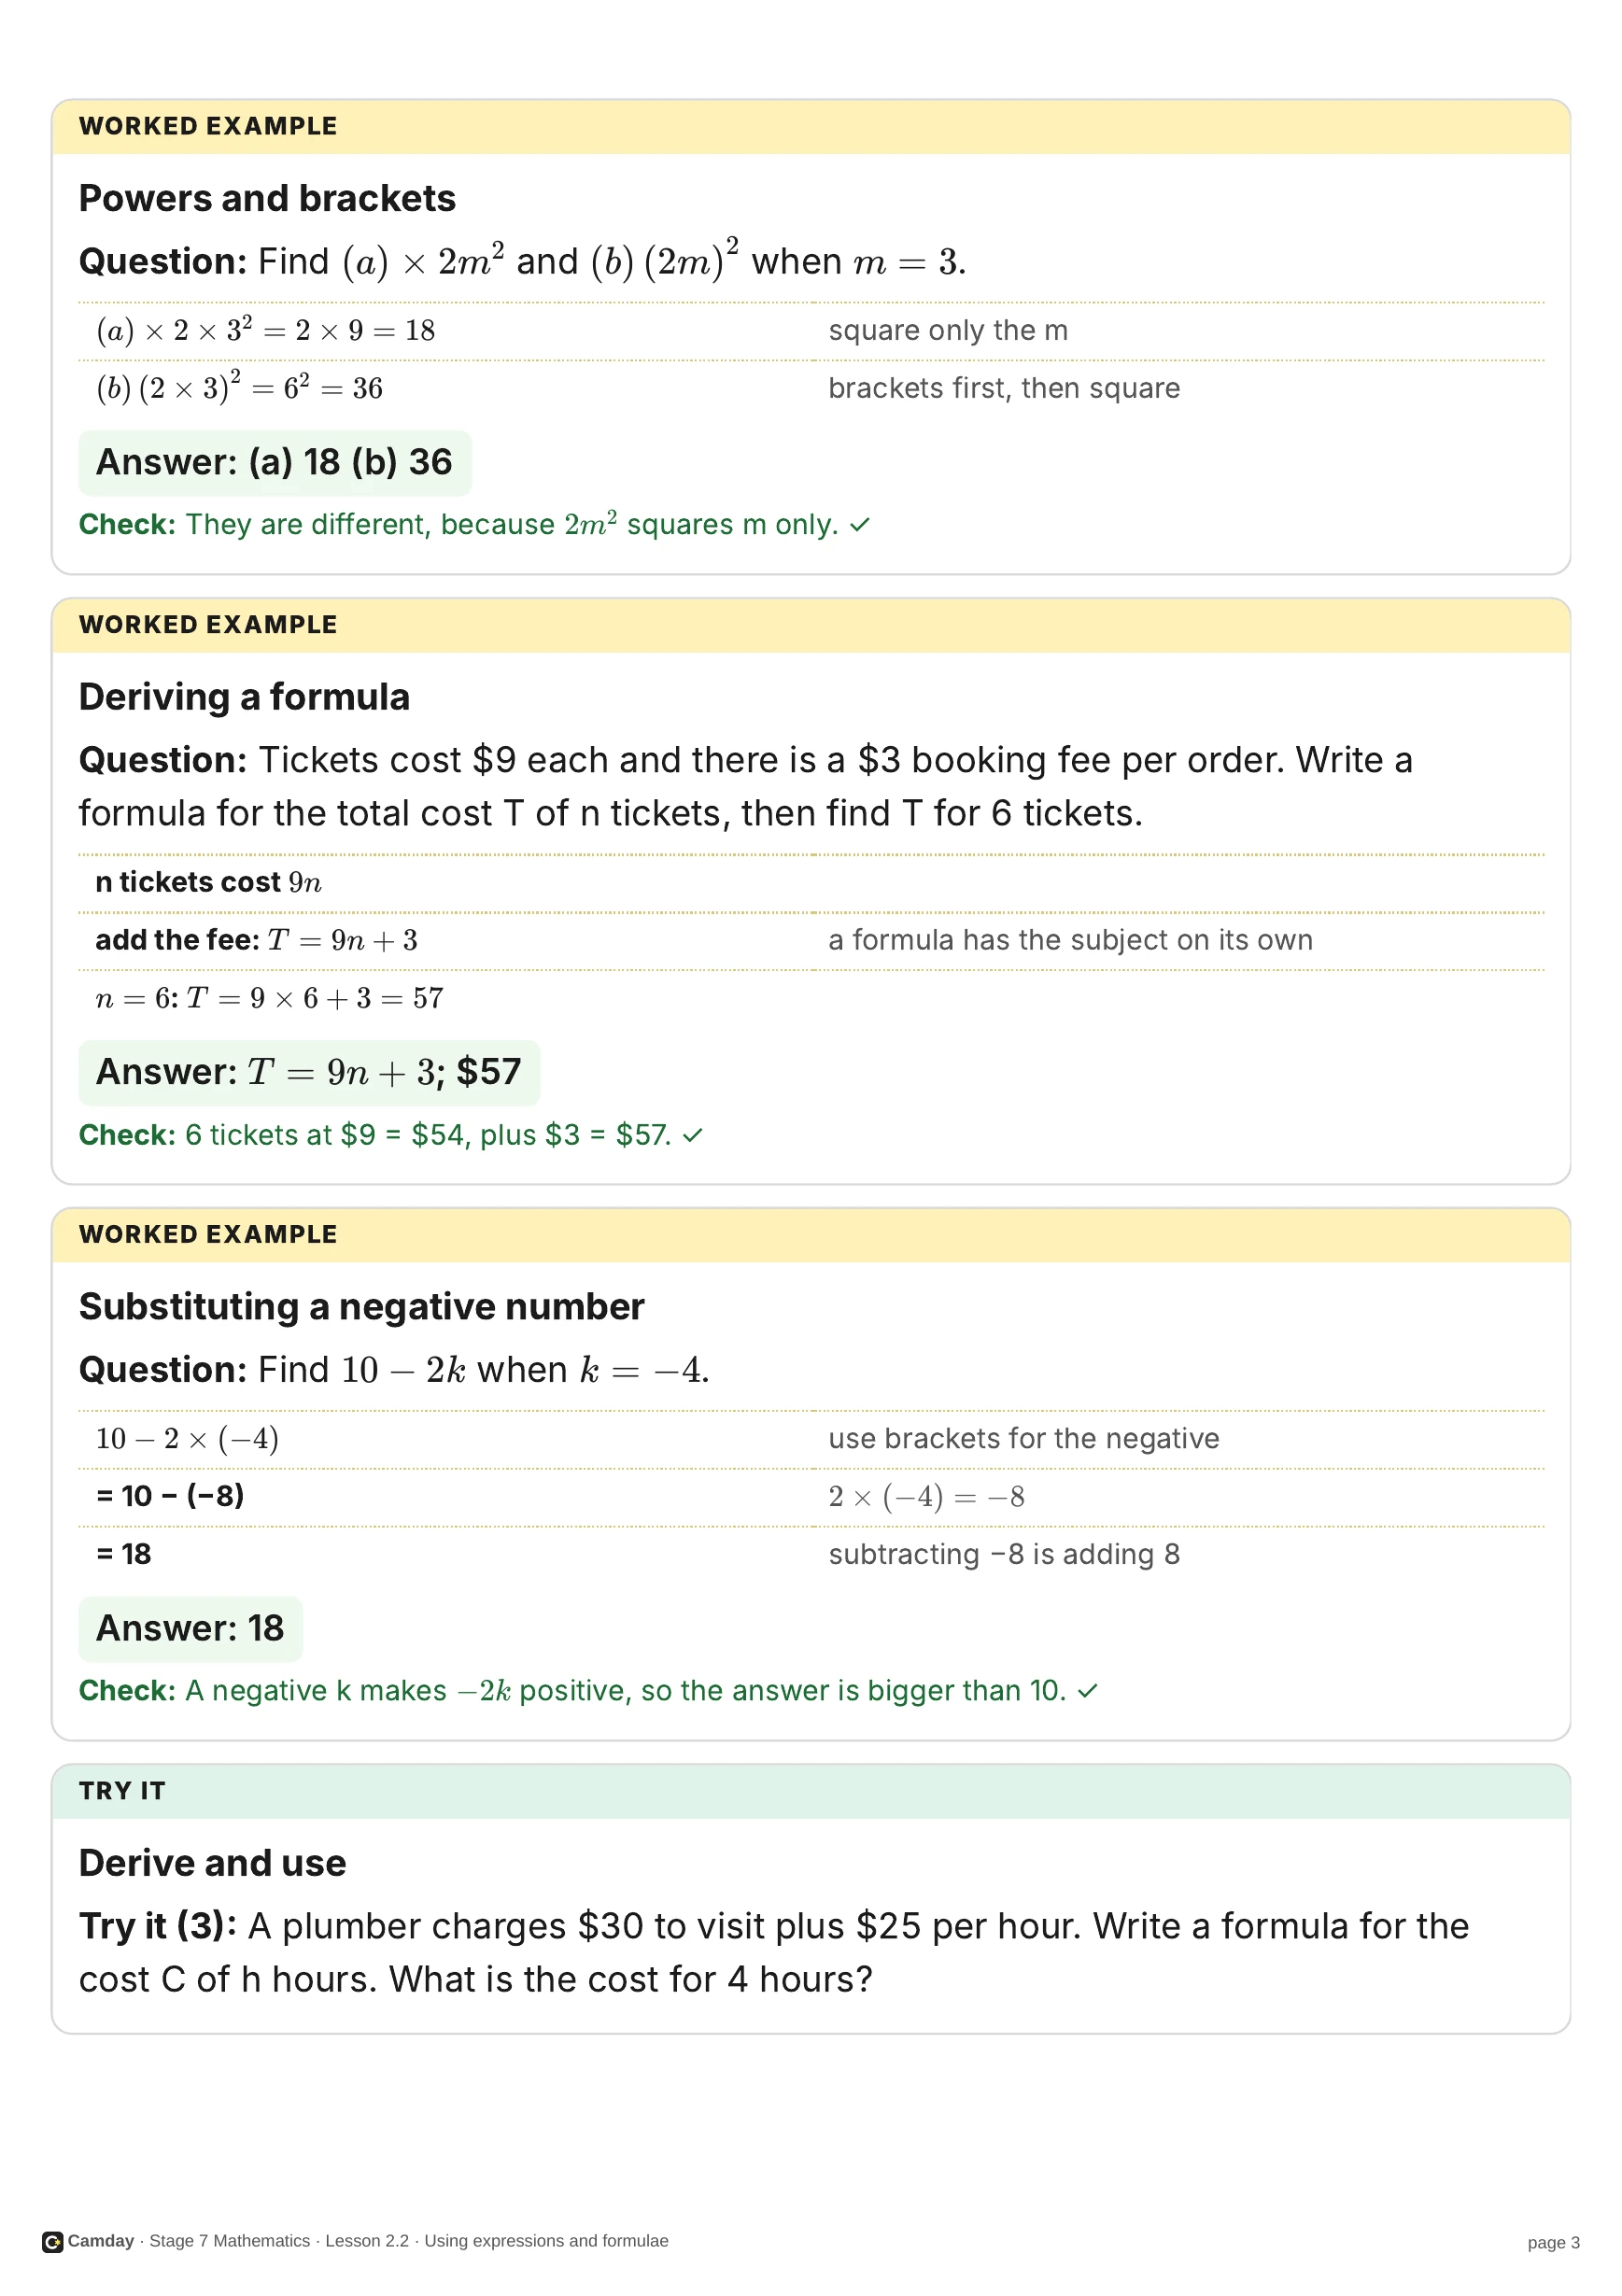 WORKED EXAMPLE
Powers and brackets
Question: Find (a) × 2m² and (b) (2m)² when m = 3.
(a) × 2 × 3² = 2 × 9 = 18 square only the m
(b) (2 × 3)² = 6² = 36 brackets first, then square
Answer: (a) 18 (b) 36
Check: They are different, because 2m² squares m only. ✓
WORKED EXAMPLE
Deriving a formula
Question: Tickets cost $9 each and there is a $3 booking fee per order. Write a
formula for the total cost T of n tickets, then find T for 6 tickets.
n tickets cost 9n
add the fee: T = 9n + 3 a formula has the subject on its own
n = 6: T = 9 × 6 + 3 = 57
Answer: T = 9n + 3; $57
Check: 6 tickets at $9 = $54, plus $3 = $57. ✓
WORKED EXAMPLE
Substituting a negative number
Question: Find 10 − 2k when k = −4.
10 − 2 × (−4) use brackets for the negative
= 10 − (−8) 2 × (−4) = −8
= 18 subtracting −8 is adding 8
Answer: 18
Check: A negative k makes −2k positive, so the answer is bigger than 10. ✓
TRY IT
Derive and use
Try it (3): A plumber charges $30 to visit plus $25 per hour. Write a formula for the
cost C of h hours. What is the cost for 4 hours?
Camday · Stage 7 Mathematics · Lesson 2.2 · Using expressions and formulae page 3